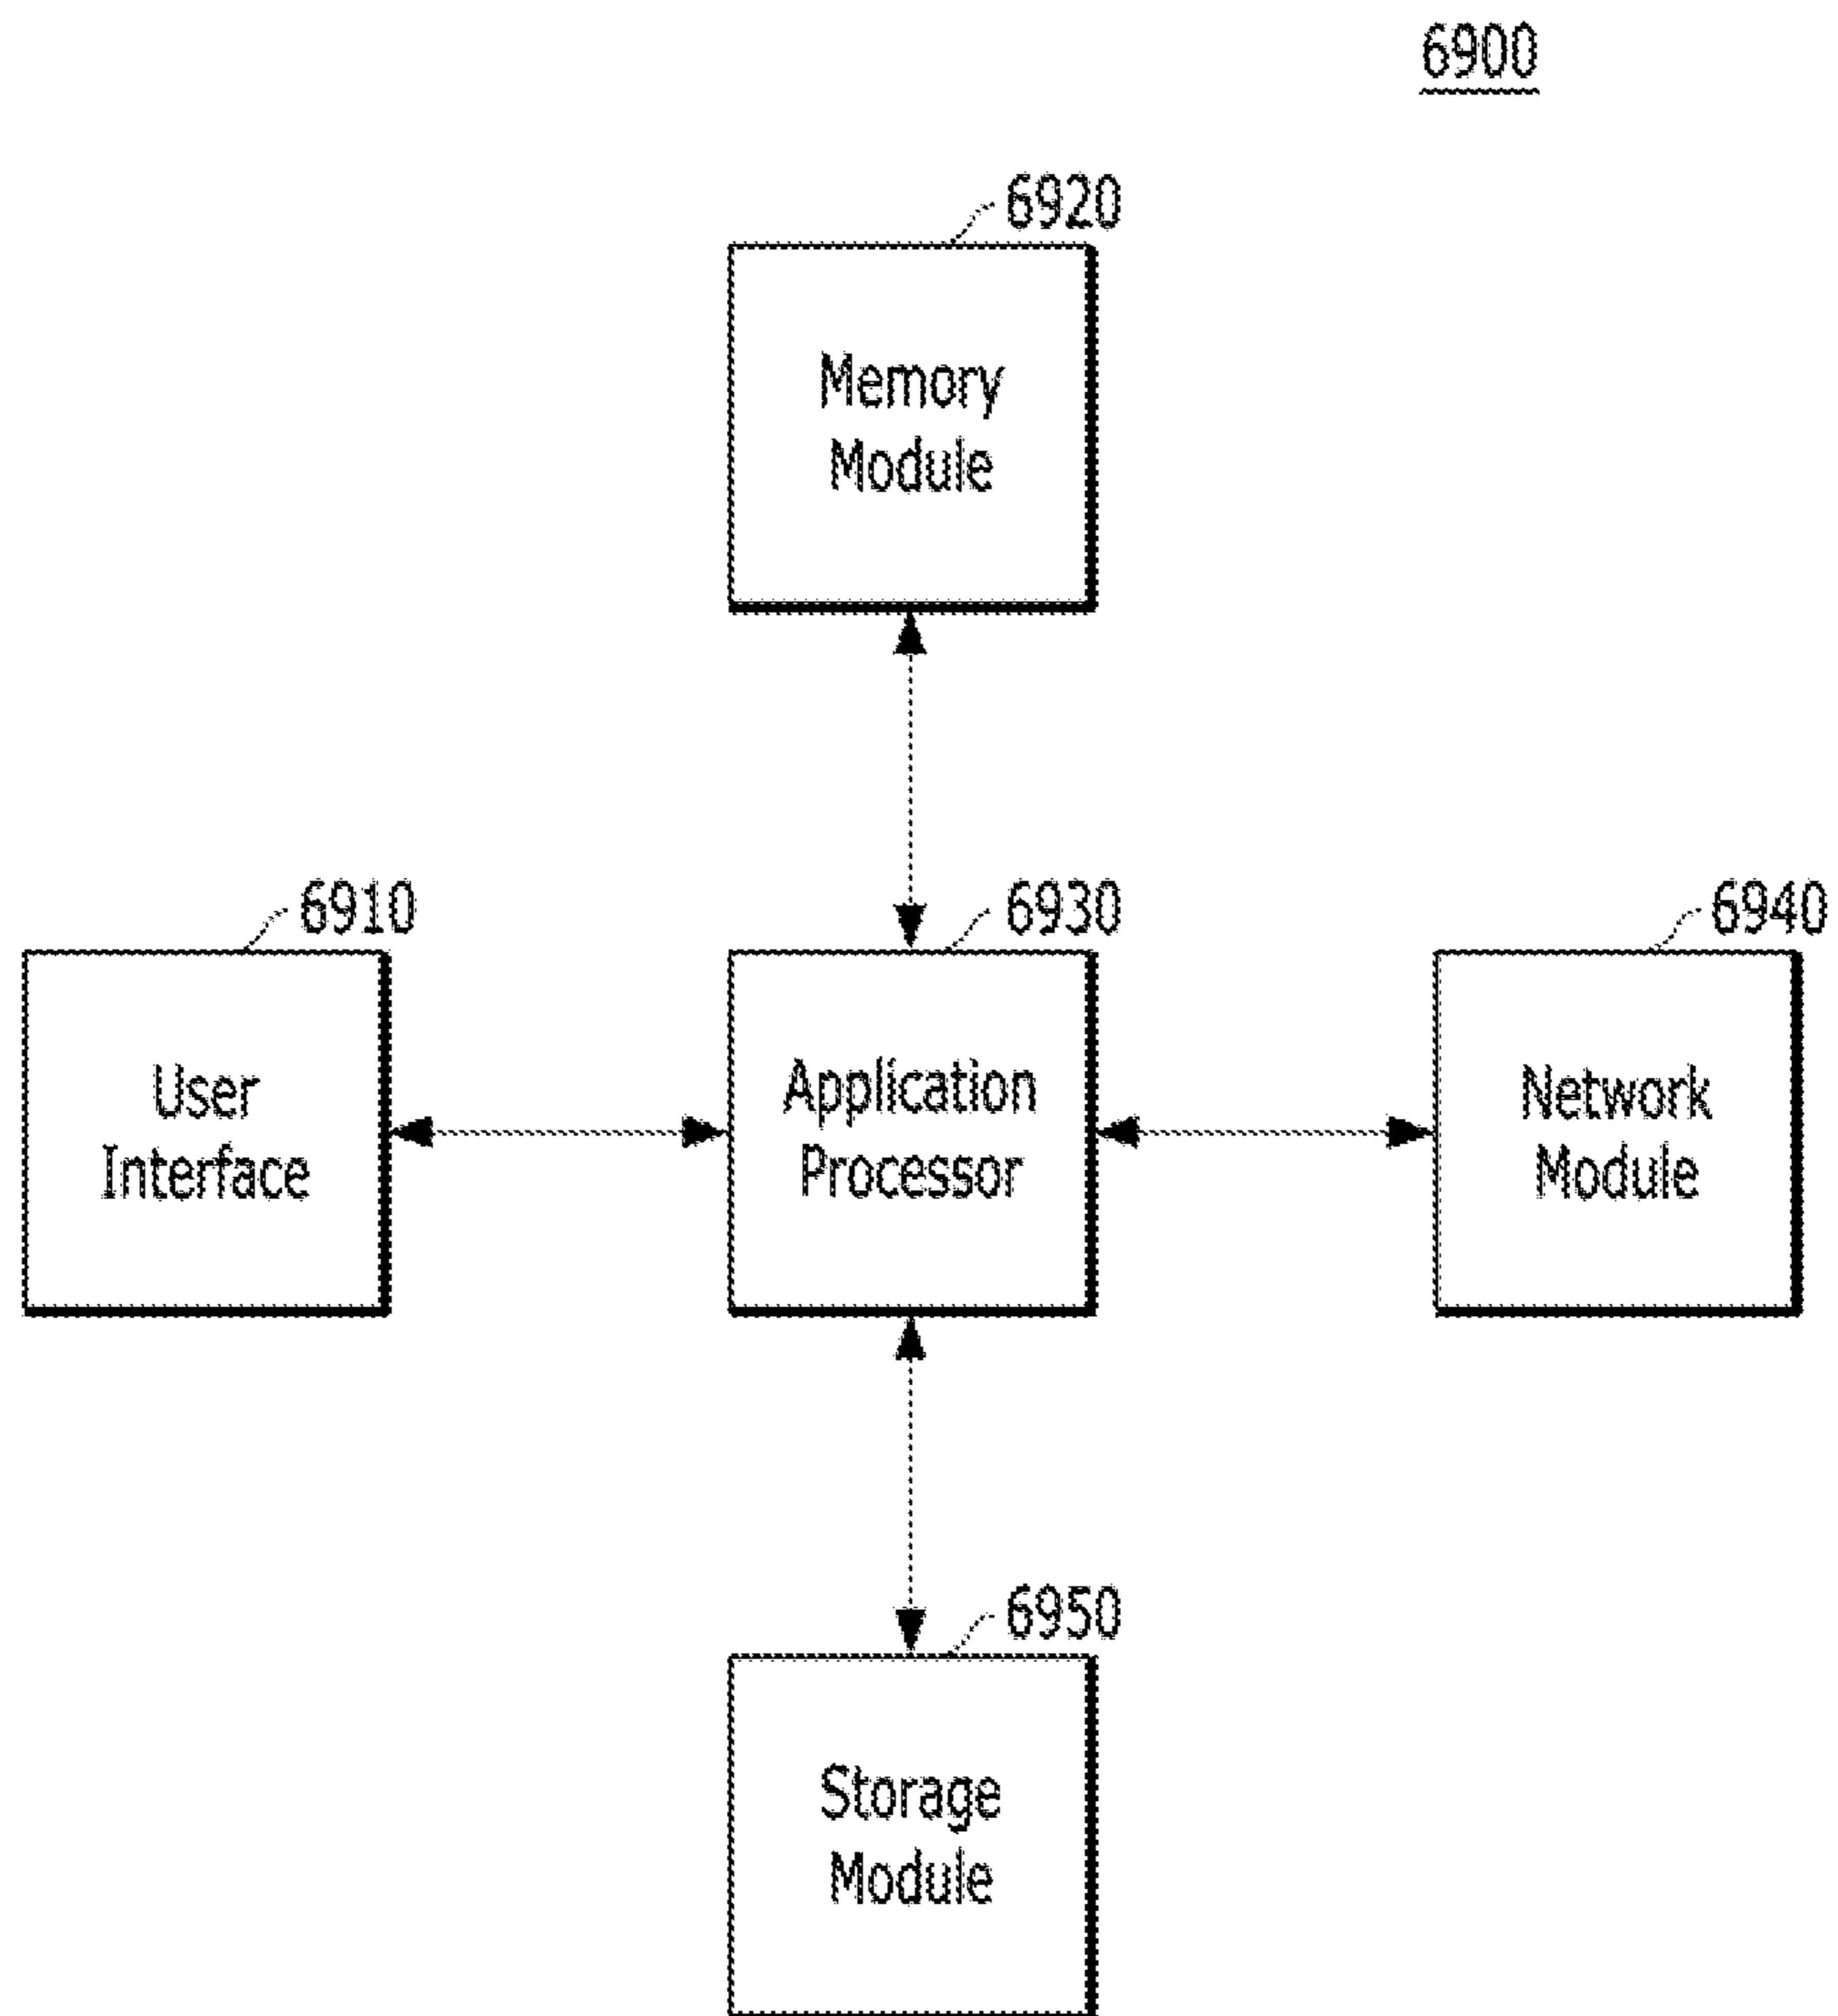 6900
6920
Memory
Module
6910
6930
6940
User
Interface
Application
Processor
Network
Module
6950
Storage
Module